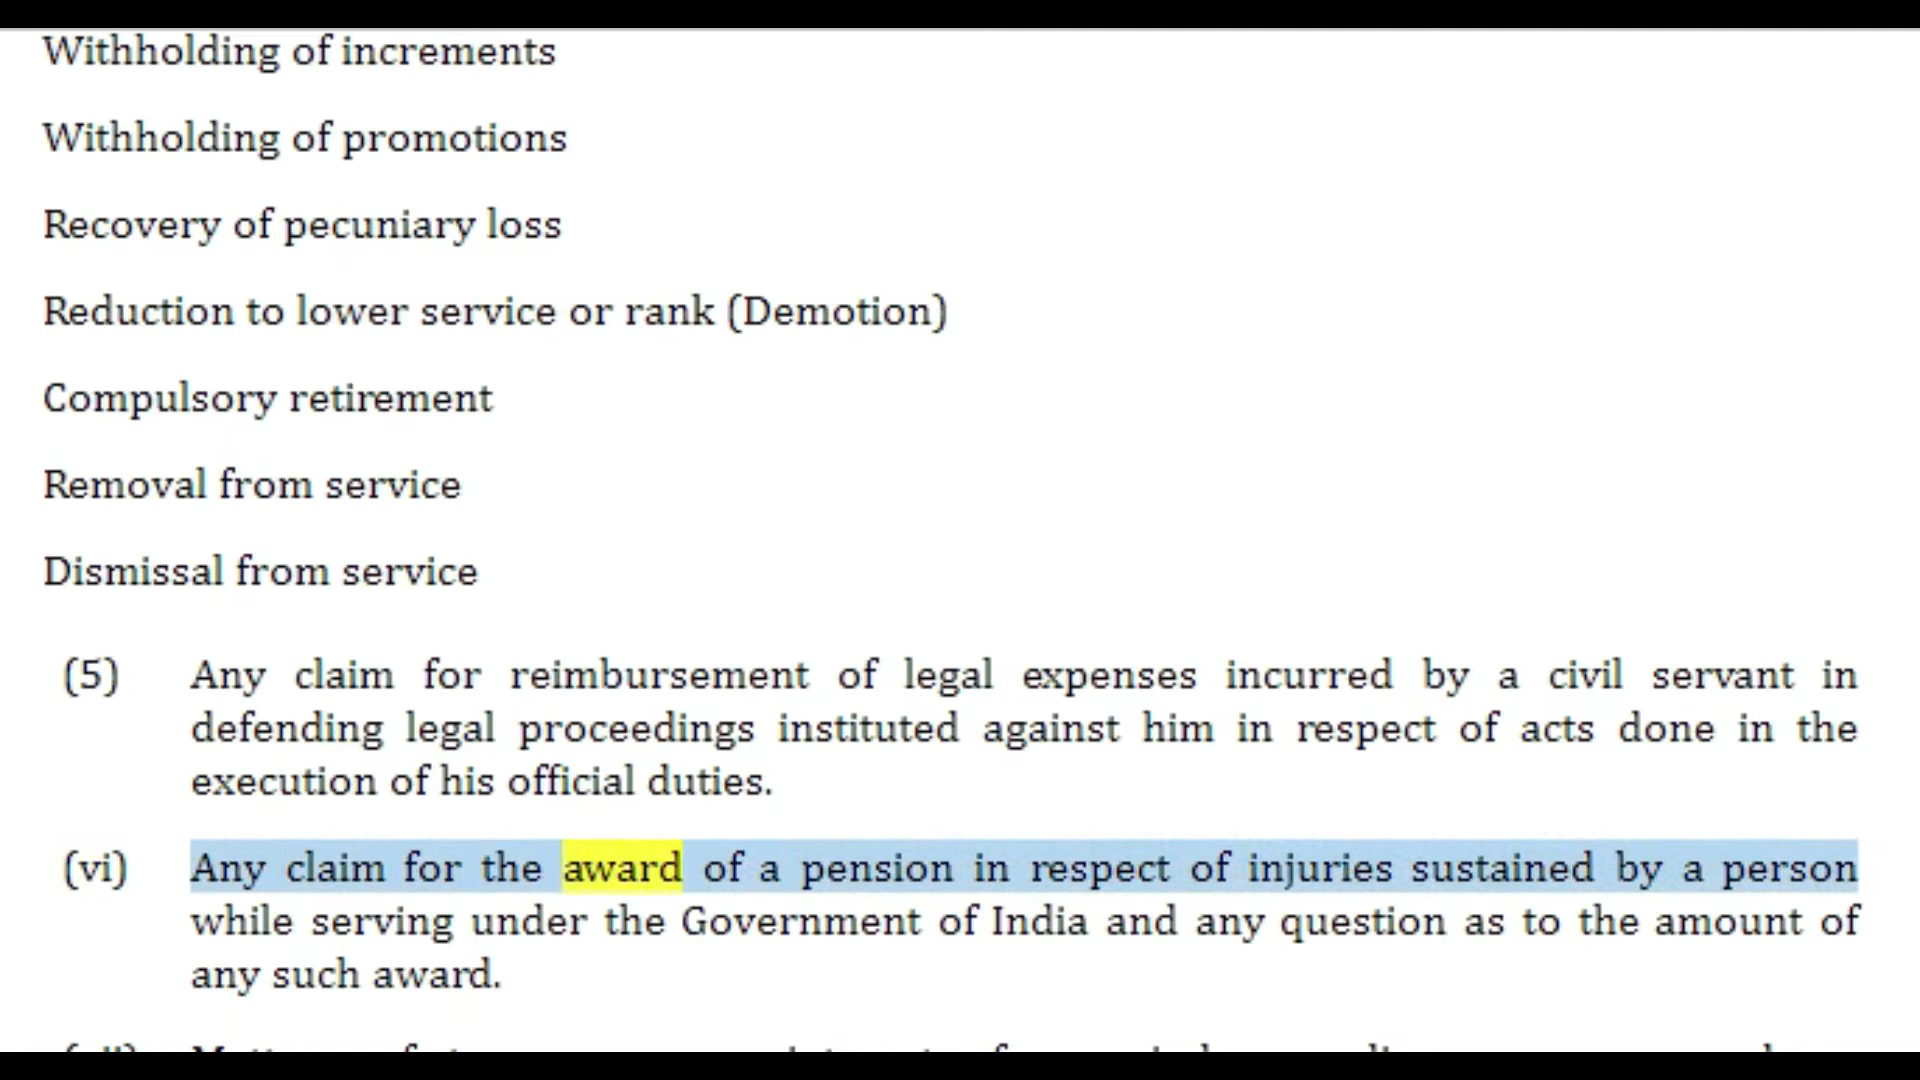 Withholding of increments
Withholding of promotions
Recovery of pecuniary loss
Reduction to lower service or rank (Demotion)
Compulsory retirement
Removal from service
Dismissal from service
(5) Any claim for reimbursement of legal expenses incurred by a civil servant in
defending legal proceedings instituted against him in respect of acts done in the
execution of his official duties.
(vi) Any claim for the award of a pension in respect of injuries sustained by a person
while serving under the Government of India and any question as to the amount of
any such award.